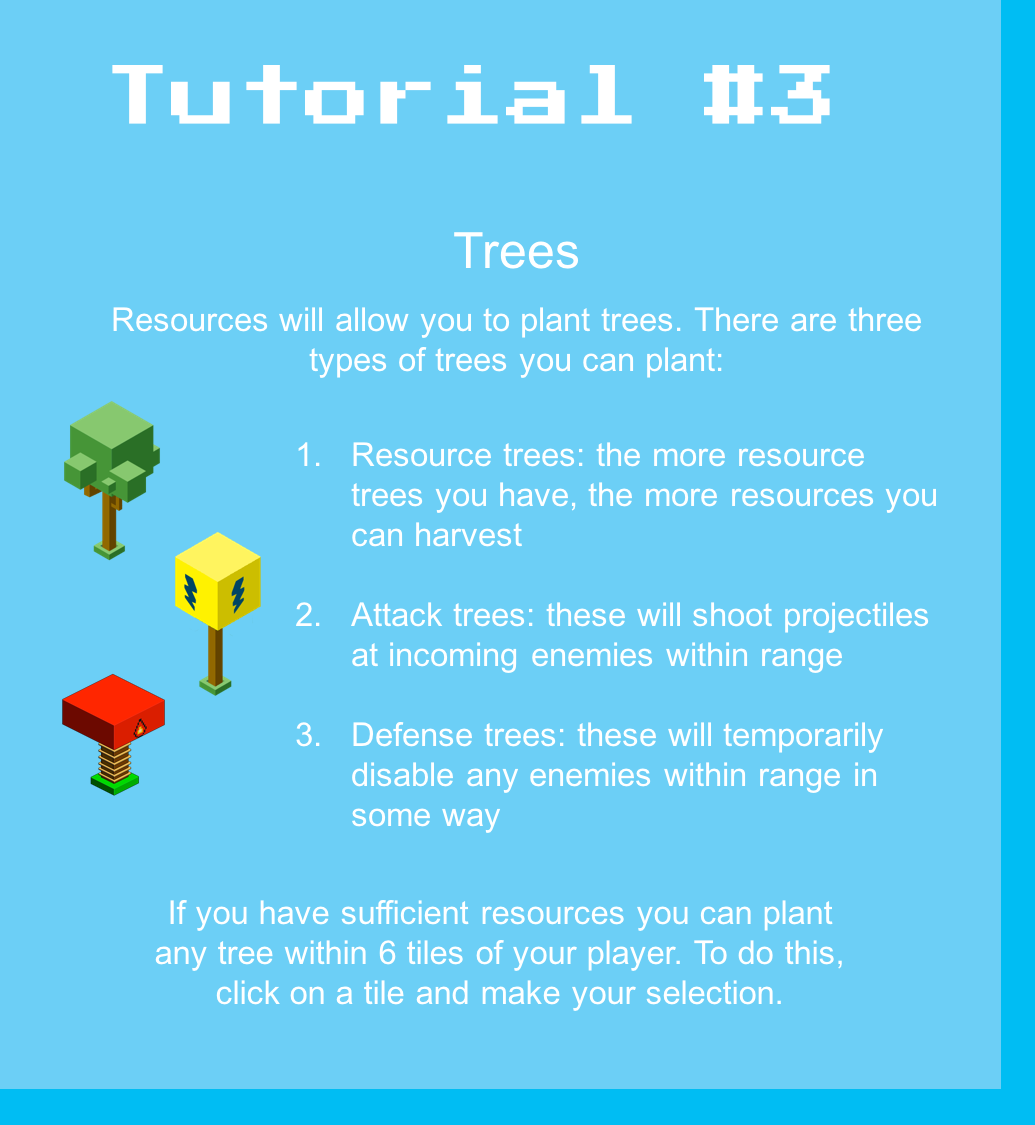 Tutorial #3
Trees
Resources will allow you to plant trees. There are three
types of trees you can plant:
1. Resource trees: the more resource
trees you have, the more resources you
can harvest
2. Attack trees: these will shoot projectiles
at incoming enemies within range
3. Defense trees: these will temporarily
disable any enemies within range in
some way
If you have sufficient resources you can plant
any tree within 6 tiles of your player. To do this,
click on a tile and make your selection.